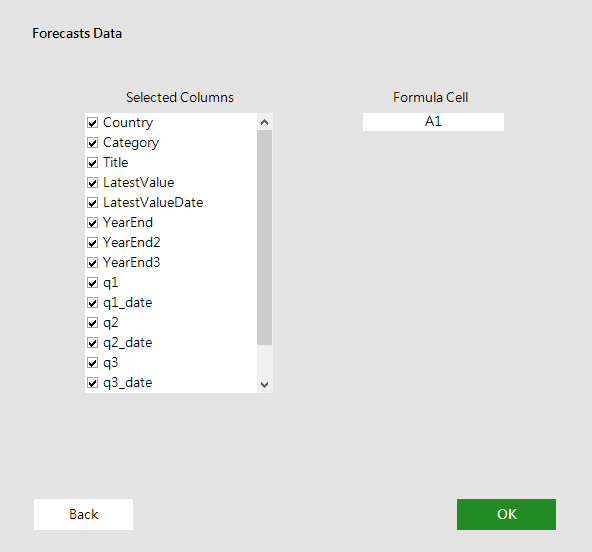 Forecasts Data
Selected Columns
Formula Cell
Country
A1
Category
Title
LatestValue
LatestValueDate
YearEnd
YearEnd2
YearEnd3
q1
q1_date
q2
q2_date
q3
q3_date
Back
OK